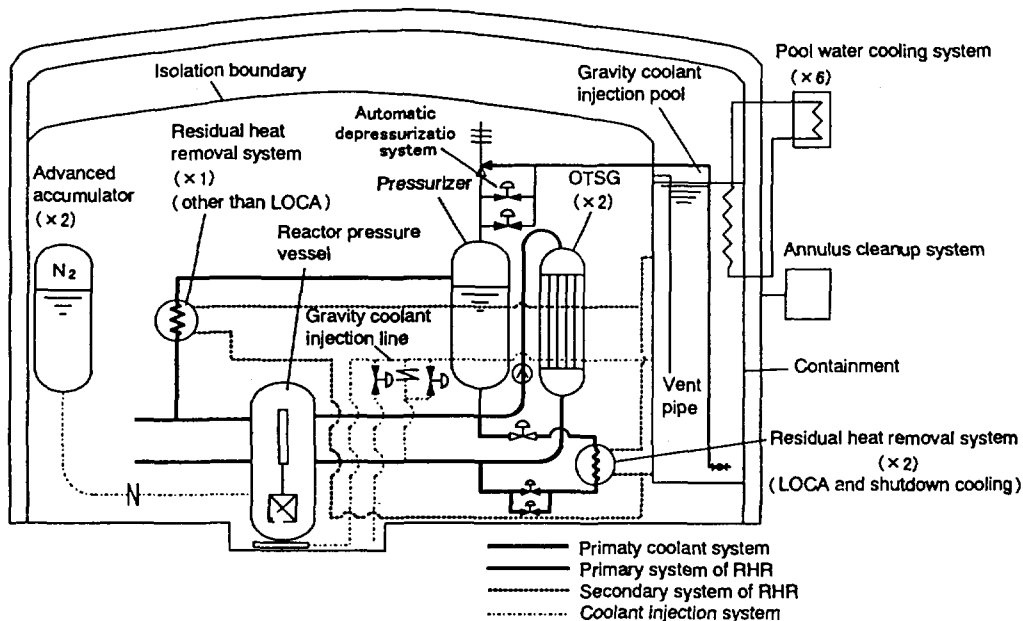 Pool water cooling system
(×6)
Isolation boundary
Gravity coolant
injection pool
Automatic
depressurizatio
system
Residual heat
removal system
(×1)
(other than LOCA)
Advanced
accumulator
(×2)
Pressurizer
OTSG
(×2)
Reactor pressure
vessel
Annulus cleanup system
N₂
Gravity coolant
injection line
Containment
Vent
pipe
Residual heat removal system
(×2)
(LOCA and shutdown cooling)
Primaty coolant system
Primary system of RHR
Secondary system of RHR
Coolant injection system